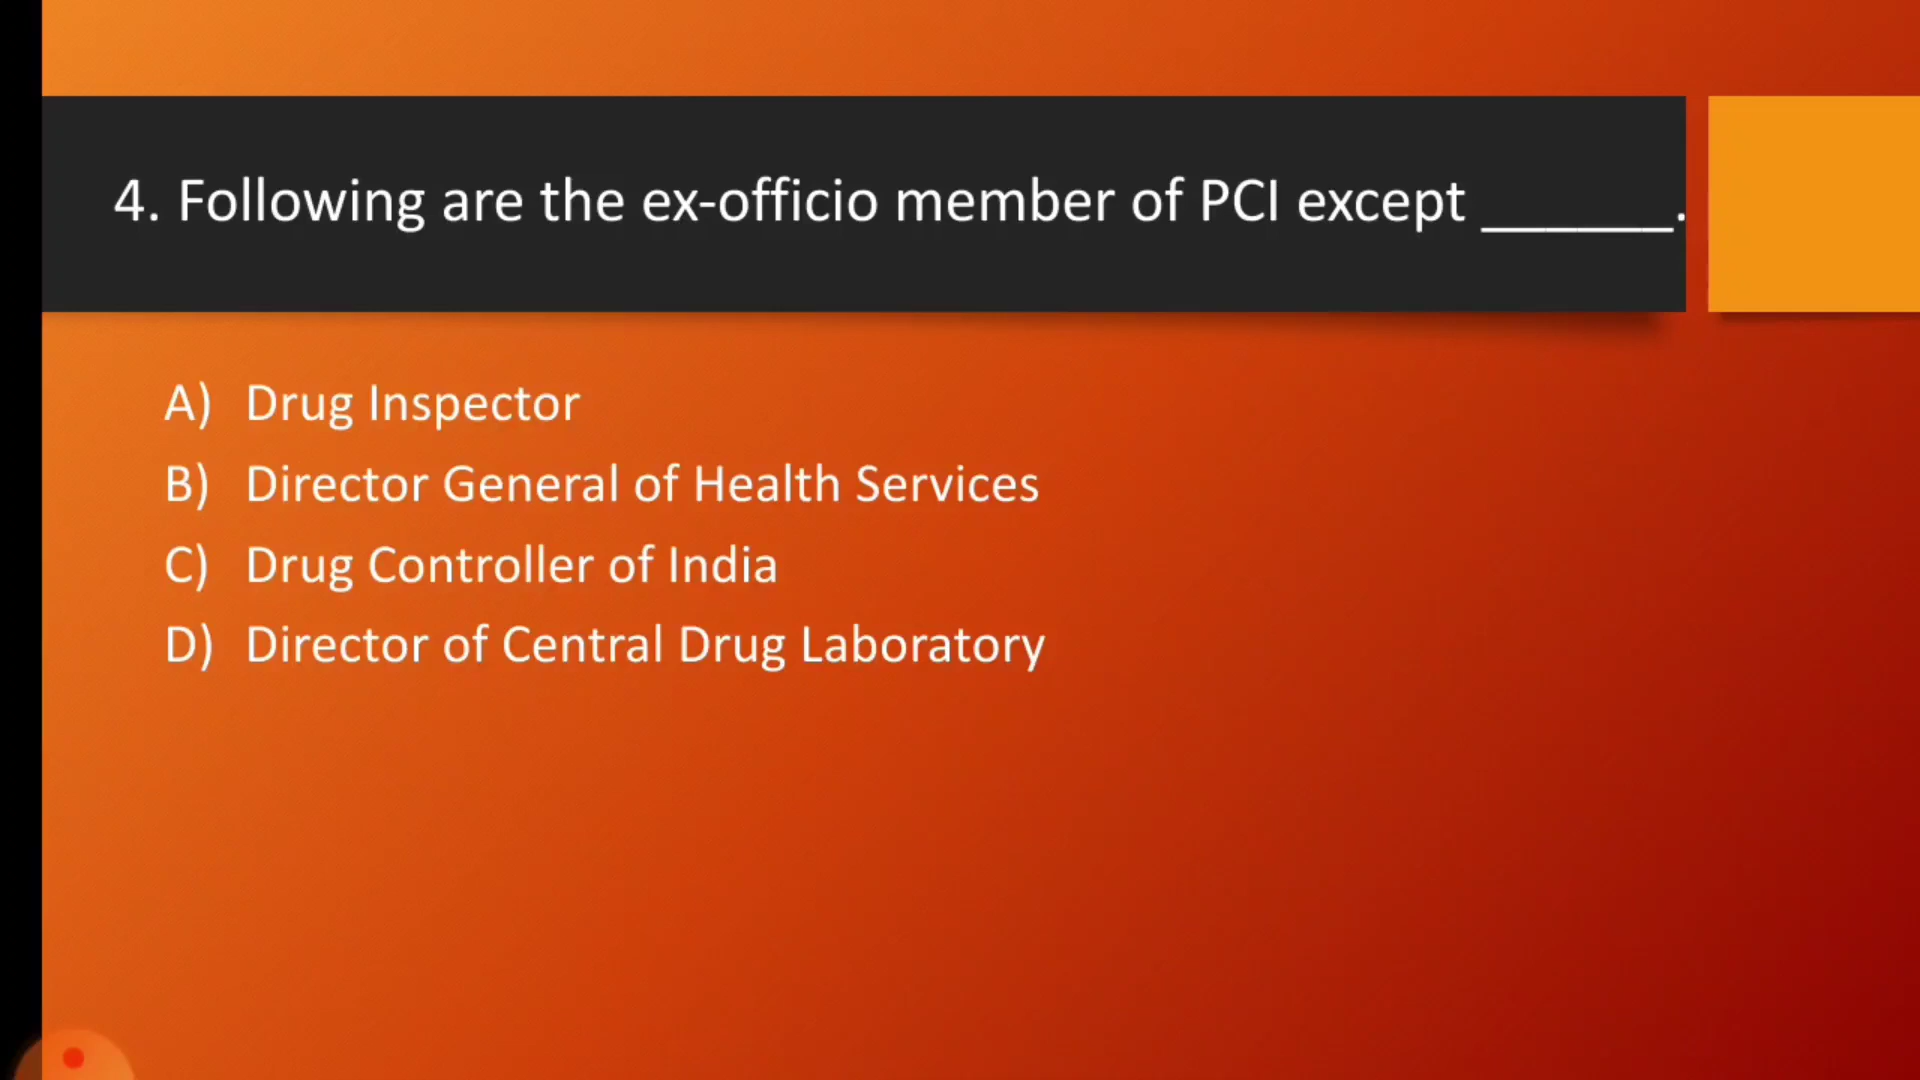 4. Following are the ex-officio member of PCI except ______.
A) Drug Inspector
B) Director General of Health Services
C) Drug Controller of India
D) Director of Central Drug Laboratory